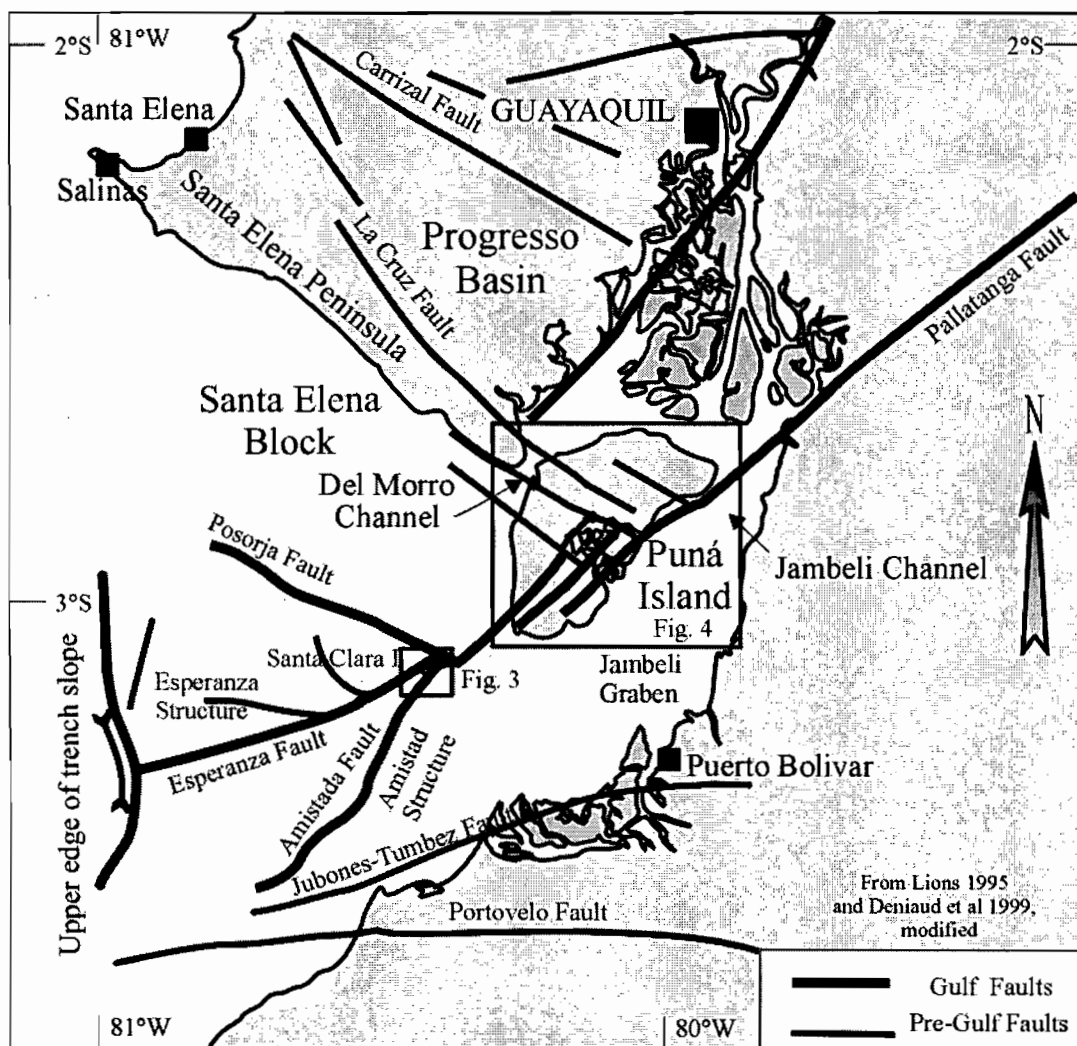 2°S
81°W
2°S
Carrizal Fault
Santa Elena
GUAYAQUIL
Salinas
Santa Elena Peninsula
La Cruz Fault
Progresso
Basin
Pallatanga Fault
Santa Elena
Block
N
Del Morro
Channel
Posorja Fault
Puná
Island
Jambeli Channel
3°S
Fig. 4
Santa Clara I
Fig. 3
Jambeli
Graben
Esperanza
Structure
Esperanza Fault
Amistada Fault
Amistad
Structure
Puerto Bolivar
Upper edge of trench slope
Jubones-Tumbez Fault
From Lions 1995
and Deniaud et al 1999,
modified
Portovelo Fault
Gulf Faults
81°W
80°W
Pre-Gulf Faults